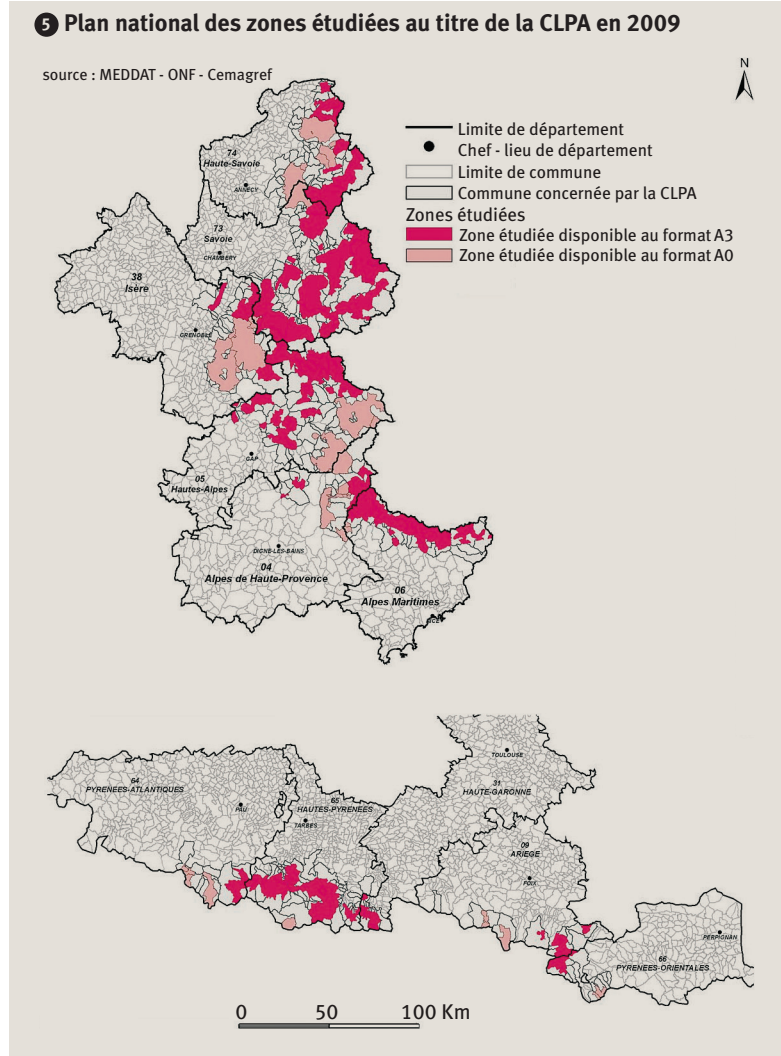 5 Plan national des zones étudiées au titre de la CLPA en 2009
source : MEDDAT - ONF - Cemagref
N
Limite de département
Chef - lieu de département
Limite de commune
Commune concernée par la CLPA
Zones étudiées
Zone étudiée disponible au format A3
Zone étudiée disponible au format A0
74
Haute-Savoie
ANNECY
73
Savoie
CHAMBERY
38
Isère
GRENOBLE
GAP
05
Hautes-Alpes
DIGNE-LES-BAINS
04
Alpes de Haute-Provence
06
Alpes Maritimes
NICE
TOULOUSE
31
HAUTE-GARONNE
64
PYRENEES-ATLANTIQUES
PAU
65
HAUTES-PYRENEES
TARBES
09
ARIEGE
FOIX
PERPIGNAN
66
PYRENEES-ORIENTALES
0 50 100 Km